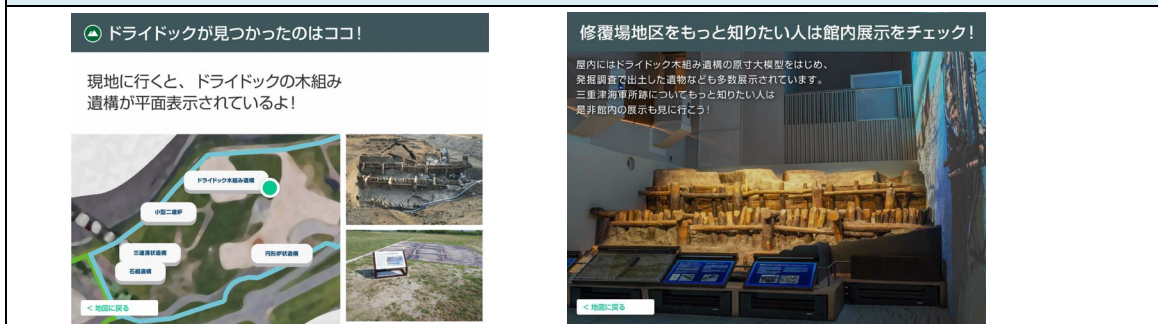 ドライドックが見つかったのはココ!
現地に行くと、ドライドックの木組み
遺構が平面表示されているよ!
ドライドック木組み遺構
小型二連炉
三連溝状遺構
円形炉状遺構
石組遺構
< 地図に戻る
修覆場地区をもっと知りたい人は館内展示をチェック!
屋内にはドライドック木組み遺構の原寸大模型をはじめ、
発掘調査で出土した遺物なども多数展示されています。
三重津海軍所跡についてもっと知りたい人は
是非館内の展示も見に行こう!
< 地図に戻る